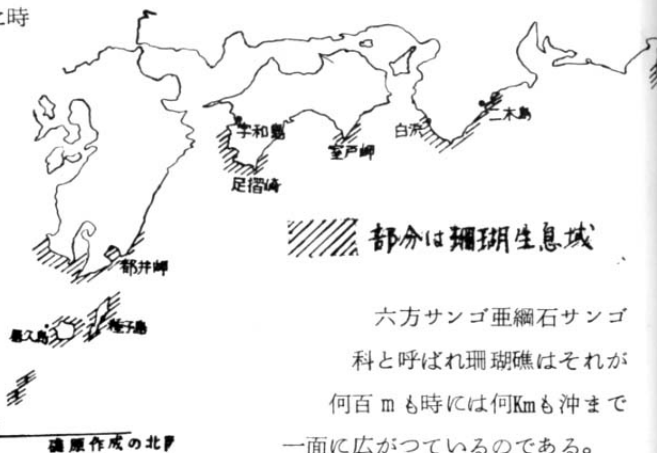 上時
二木島
宇和島
白浜
室戸岬
足摺崎
部分は珊瑚生息域
都井岬
屋久島
種子島
六方サンゴ亜綱石サンゴ
科と呼ばれ珊瑚礁はそれが
何百mも時には何Kmも沖まで
一面に広がつているのである。
磯原作成の北